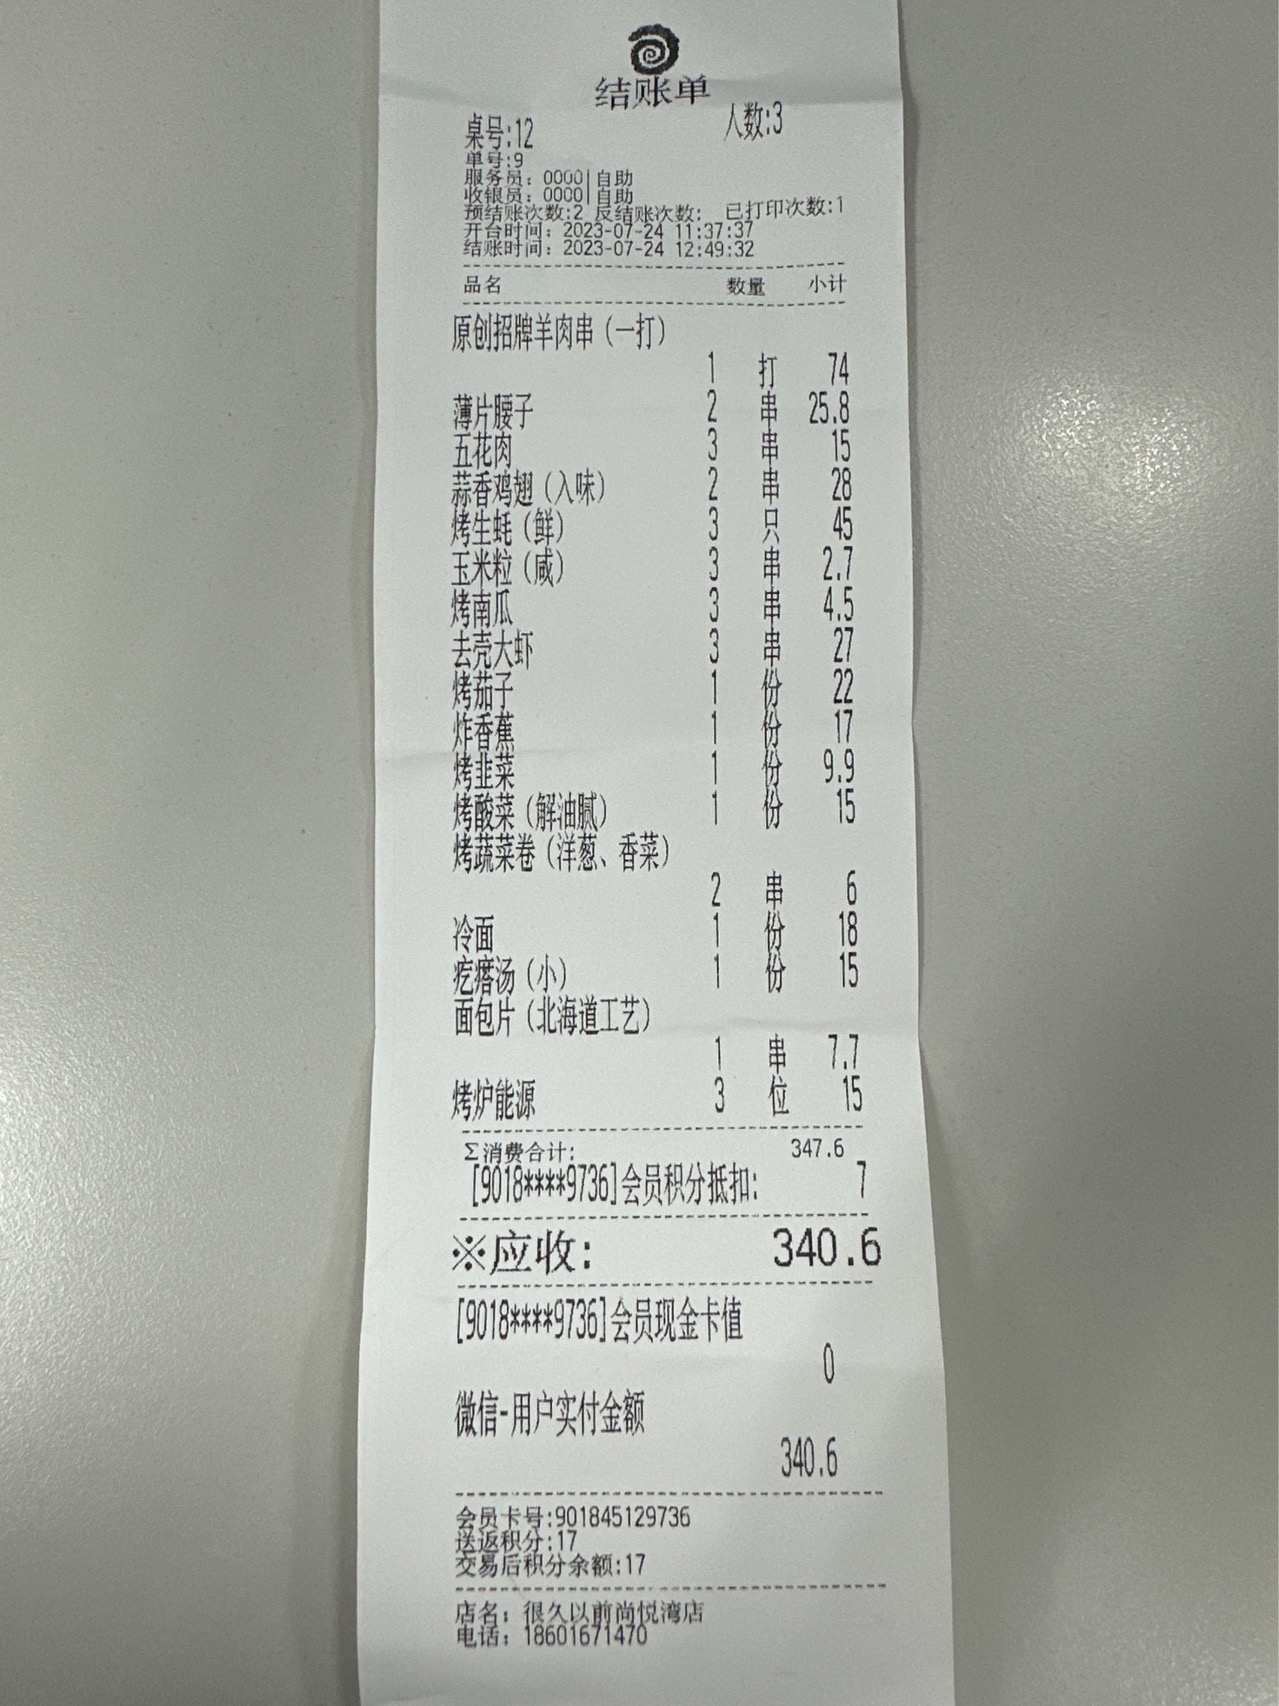 结账单
桌号:12 人数:3
单号:9
服务员: 0000|自助
收银员: 0000|自助
预结账次数:2 反结账次数: 已打印次数:1
开台时间: 2023-07-24 11:37:37
结账时间: 2023-07-24 12:49:32
品名 数量 小计
原创招牌羊肉串(一打)
1 打 74
薄片腰子 2 串 25.8
五花肉 3 串 15
蒜香鸡翅(入味) 2 串 28
烤生蚝(鲜) 3 只 45
玉米粒(咸) 3 串 2.7
烤南瓜 3 串 4.5
去壳大虾 3 串 27
烤茄子 1 份 22
炸香蕉 1 份 17
烤韭菜 1 份 9.9
烤酸菜(解油腻) 1 份 15
烤蔬菜卷(洋葱、香菜)
2 串 6
冷面 1 份 18
疙瘩汤(小) 1 份 15
面包片(北海道工艺)
1 串 7.7
烤炉能源 3 位 15
Σ消费合计: 347.6
[9018****9736]会员积分抵扣: 7
※应收: 340.6
[9018****9736]会员现金卡值
0
微信-用户实付金额
340.6
会员卡号:901845129736
送返积分:17
交易后积分余额:17
店名: 很久以前尚悦湾店
电话: 18601671470